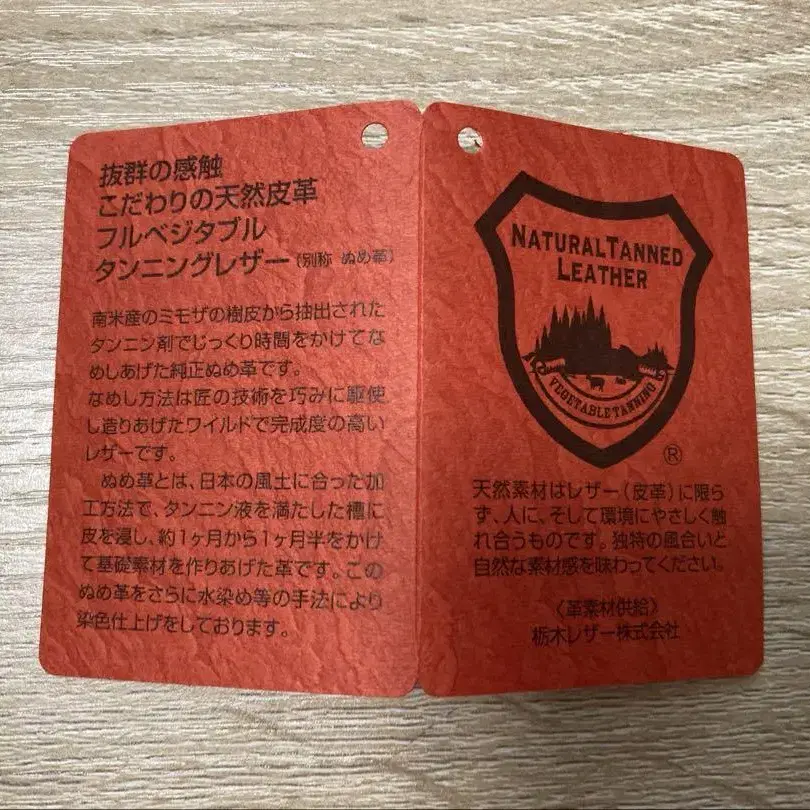 抜群の感触
こだわりの天然皮革
フルベジタブル
タンニングレザー（別称 ぬめ革）
南米産のミモザの樹皮から抽出された
タンニン剤でじっくり時間をかけてな
めしあげた純正ぬめ革です。
なめし方法は匠の技術を巧みに駆使
し造りあげたワイルドで完成度の高い
レザーです。
ぬめ革とは、日本の風土に合った加
工方法で、タンニン液を満たした槽に
皮を浸し、約1ヶ月から1ヶ月半をかけ
て基礎素材を作りあげた革です。この
ぬめ革をさらに水染め等の手法により
染色仕上げをしております。
NATURALTANNED
LEATHER
VEGETABLETANNING
®
天然素材はレザー（皮革）に限ら
ず、人に、そして環境にやさしく触
れ合うものです。独特の風合いと
自然な素材感を味わってください。
〈革素材供給〉
栃木レザー株式会社